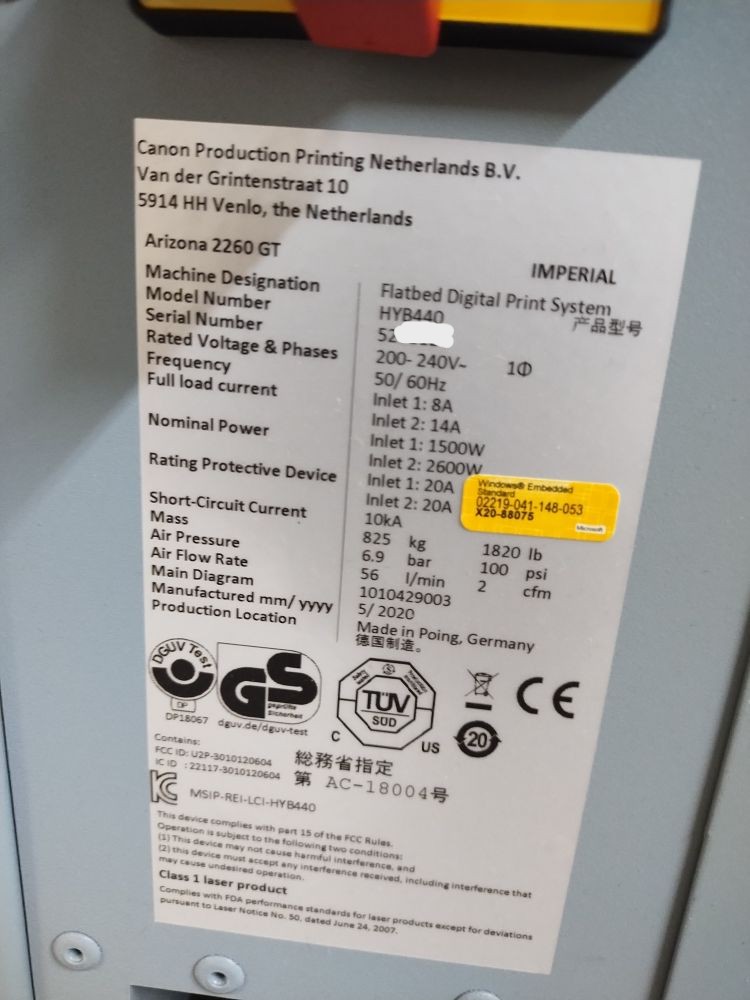 Canon Production Printing Netherlands B.V.
Van der Grintenstraat 10
5914 HH Venlo, the Netherlands
Arizona 2260 GT
IMPERIAL
Machine Designation Flatbed Digital Print System
Model Number HYB440 产品型号
Serial Number 52
Rated Voltage & Phases 200- 240V~ 1Φ
Frequency 50/ 60Hz
Full load current Inlet 1: 8A
Inlet 2: 14A
Nominal Power Inlet 1: 1500W
Inlet 2: 2600W
Rating Protective Device Inlet 1: 20A
Inlet 2: 20A
Short-Circuit Current 10kA
Mass 825 kg 1820 lb
Air Pressure 6.9 bar 100 psi
Air Flow Rate 56 l/min 2 cfm
Main Diagram 1010429003
Manufactured mm/ yyyy 5/ 2020
Production Location Made in Poing, Germany
德国制造。
Windows® Embedded
Standard
02219-041-148-053
X20-88075
Microsoft
DGUV Test
DP
DP18067
GS
geprüfte
Sicherheit
dguv.de/dguv-test
TÜV
SÜD
C US
CE
20
Contains:
FCC ID: U2P-3010120604
IC ID : 22117-3010120604
総務省指定
第 AC-18004号
MSIP-REI-LCI-HYB440
This device complies with part 15 of the FCC Rules.
Operation is subject to the following two conditions:
(1) This device may not cause harmful interference, and
(2) this device must accept any interference received, including interference that
may cause undesired operation.
Class 1 laser product
Complies with FDA performance standards for laser products except for deviations
pursuant to Laser Notice No. 50, dated June 24, 2007.